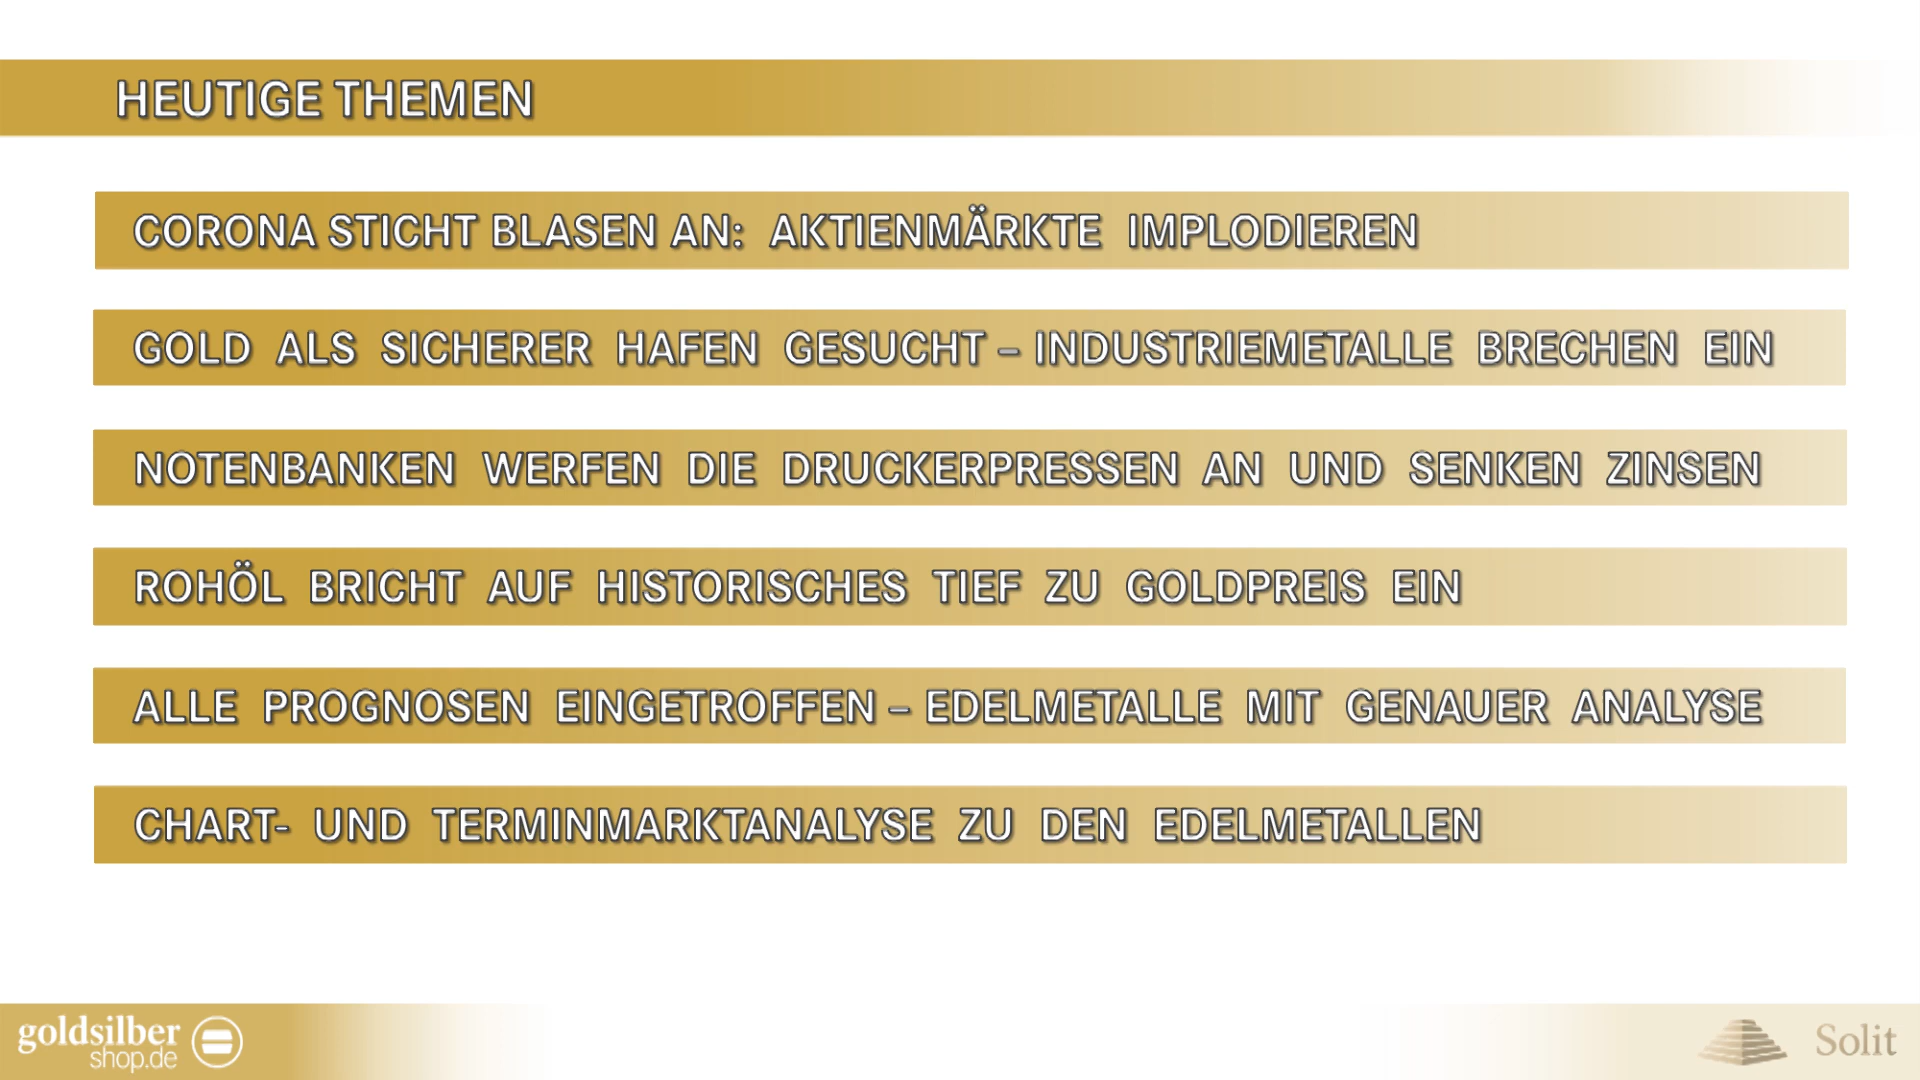 HEUTIGE THEMEN
CORONA STICHT BLASEN AN: AKTIENMÄRKTE IMPLODIEREN
GOLD ALS SICHERER HAFEN GESUCHT – INDUSTRIEMETALLE BRECHEN EIN
NOTENBANKEN WERFEN DIE DRUCKERPRESSEN AN UND SENKEN ZINSEN
ROHÖL BRICHT AUF HISTORISCHES TIEF ZU GOLDPREIS EIN
ALLE PROGNOSEN EINGETROFFEN – EDELMETALLE MIT GENAUER ANALYSE
CHART- UND TERMINMARKTANALYSE ZU DEN EDELMETALLEN
goldsilber
shop.de
Solit